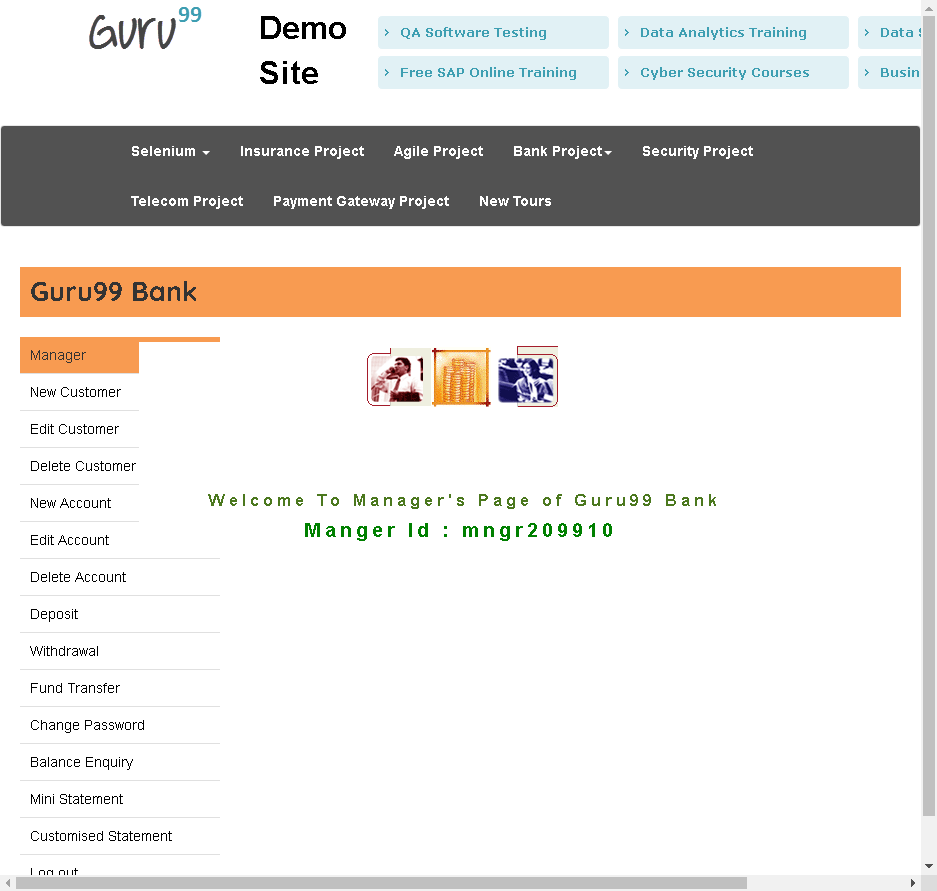 Guru99
Demo
Site
QA Software Testing
Data Analytics Training
Data
Free SAP Online Training
Cyber Security Courses
Busin
Selenium
Insurance Project
Agile Project
Bank Project
Security Project
Telecom Project
Payment Gateway Project
New Tours
Guru99 Bank
Manager
New Customer
Edit Customer
Delete Customer
New Account
Edit Account
Delete Account
Deposit
Withdrawal
Fund Transfer
Change Password
Balance Enquiry
Mini Statement
Customised Statement
Log out
Welcome To Manager's Page of Guru99 Bank
Manger Id : mngr209910